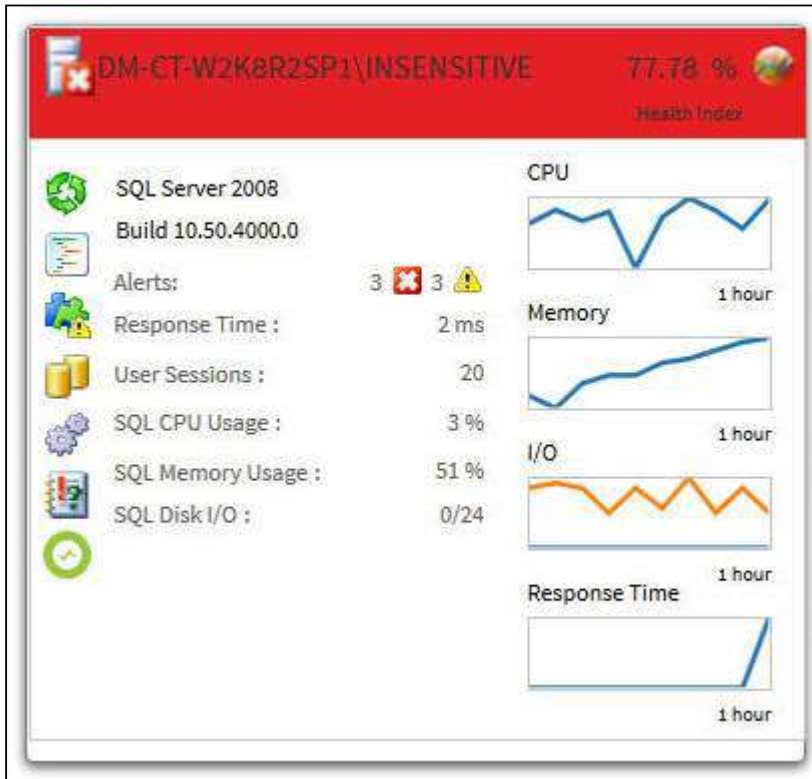 DM-CT-W2K8R2SP1\INSENSITIVE
77.78 %
Health Index
SQL Server 2008
Build 10.50.4000.0
Alerts: 3 3
Response Time : 2 ms
User Sessions : 20
SQL CPU Usage : 3 %
SQL Memory Usage : 51 %
SQL Disk I/O : 0/24
CPU
1 hour
Memory
1 hour
I/O
1 hour
Response Time
1 hour